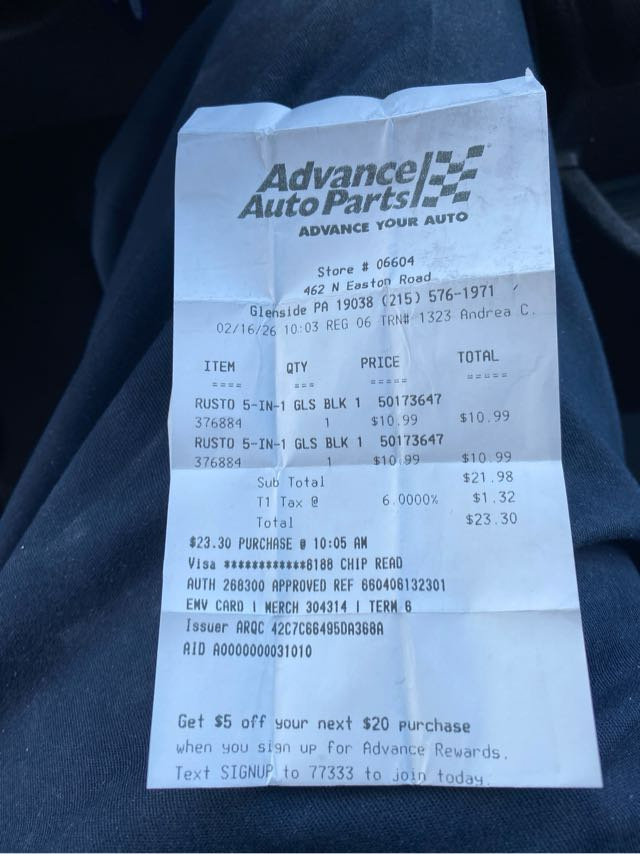 Advance
Auto Parts
ADVANCE YOUR AUTO
Store # 06604
462 N Easton Road
Glenside PA 19038 (215) 576-1971
02/16/26 10:03 REG 06 TRN# 1323 Andrea C.
ITEM QTY PRICE TOTAL
==== === ===== =====
RUSTO 5-IN-1 GLS BLK 1 50173647
376884 1 $10.99 $10.99
RUSTO 5-IN-1 GLS BLK 1 50173647
376884 1 $10.99 $10.99
Sub Total $21.98
T1 Tax @ 6.0000% $1.32
Total $23.30
$23.30 PURCHASE @ 10:05 AM
Visa ************6188 CHIP READ
AUTH 268300 APPROVED REF 660406132301
EMV CARD | MERCH 304314 | TERM 6
Issuer ARQC 42C7C66495DA368A
AID A0000000031010
Get $5 off your next $20 purchase
when you sign up for Advance Rewards.
Text SIGNUP to 77333 to join today.